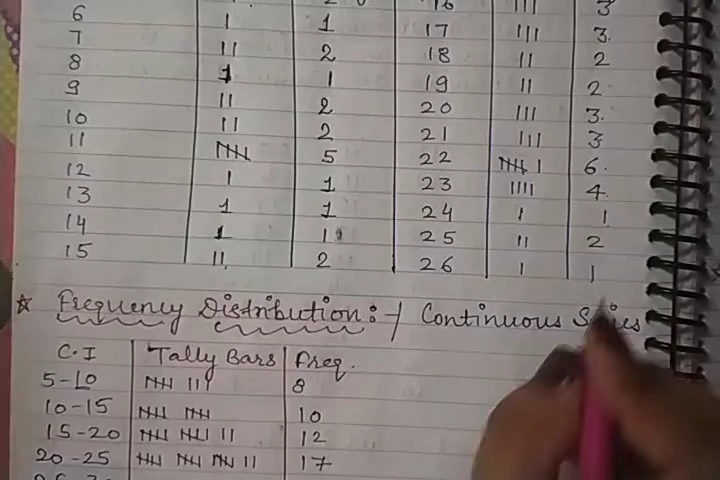 16 | 3
6 | 1 | 17 | 3.
7 | 2 | 18 | 2
8 | 1 | 19 | 2
9 | 2 | 20 | 3.
10 | 2 | 21 | 3
11 | 5 | 22 | 6.
12 | 1 | 23 | 4
13 | 1 | 24 | 1
14 | 1 | 25 | 2
15 | 2 | 26 | 1
Frequency Distribution :- / Continuous
C.I | Tally Bars | Freq.
5-10 | 8
10-15 | 10
15-20 | 12
20-25 | 17